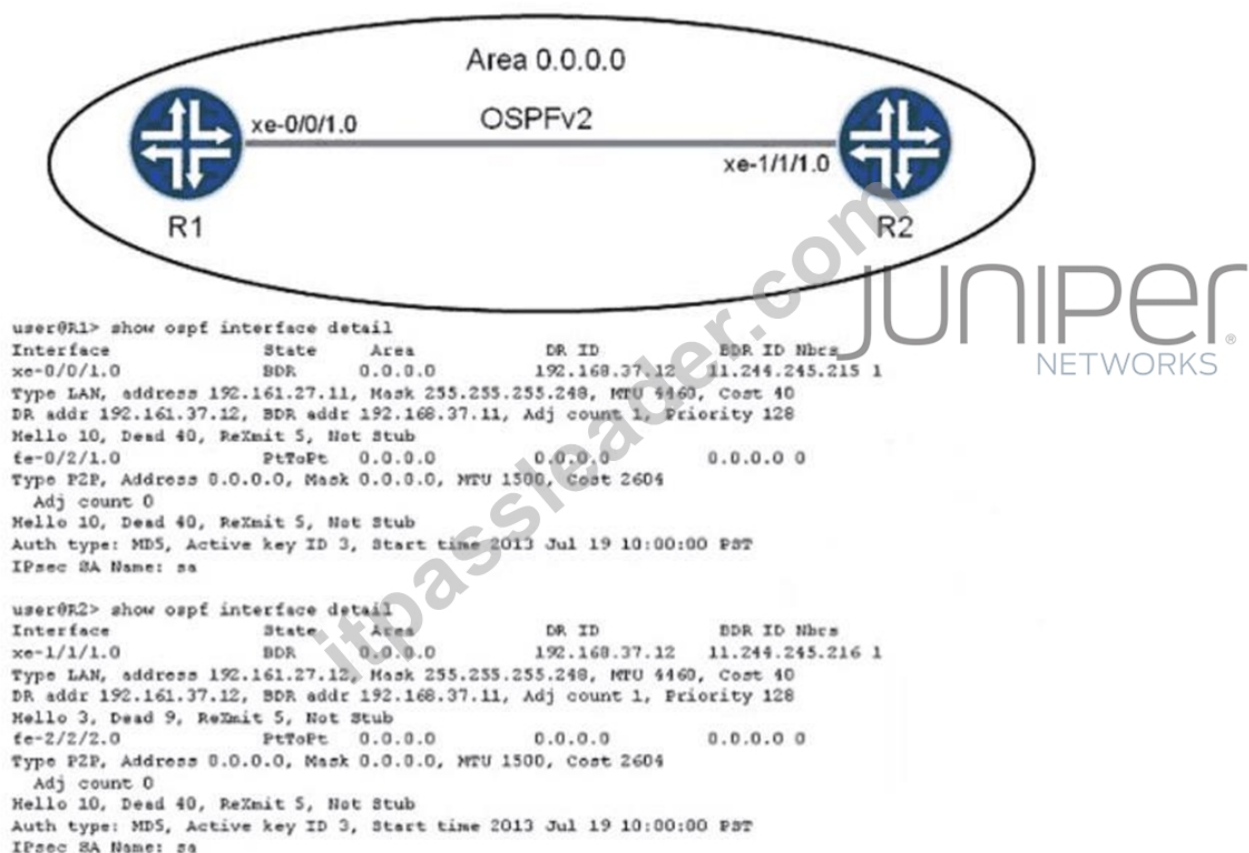 Area 0.0.0.0
xe-0/0/1.0
OSPFv2
xe-1/1/1.0
R1
R2
JUNIPER
NETWORKS
itpassleader.com
user@R1> show ospf interface detail
Interface State Area DR ID BDR ID Nbrs
xe-0/0/1.0 BDR 0.0.0.0 192.168.37.12 11.244.245.215 1
Type LAN, address 192.161.27.11, Mask 255.255.255.248, MTU 4460, Cost 40
DR addr 192.161.37.12, BDR addr 192.168.37.11, Adj count 1, Priority 128
Hello 10, Dead 40, ReXmit 5, Not Stub
fe-0/2/1.0 PtToPt 0.0.0.0 0.0.0.0 0.0.0.0 0
Type P2P, Address 0.0.0.0, Mask 0.0.0.0, MTU 1500, Cost 2604
Adj count 0
Hello 10, Dead 40, ReXmit 5, Not Stub
Auth type: MD5, Active key ID 3, Start time 2013 Jul 19 10:00:00 PST
IPsec SA Name: sa
user@R2> show ospf interface detail
Interface State Area DR ID BDR ID Nbrs
xe-1/1/1.0 BDR 0.0.0.0 192.168.37.12 11.244.245.216 1
Type LAN, address 192.161.27.12, Mask 255.255.255.248, MTU 4460, Cost 40
DR addr 192.161.37.12, BDR addr 192.168.37.11, Adj count 1, Priority 128
Hello 3, Dead 9, ReXmit 5, Not Stub
fe-2/2/2.0 PtToPt 0.0.0.0 0.0.0.0 0.0.0.0 0
Type P2P, Address 0.0.0.0, Mask 0.0.0.0, MTU 1500, Cost 2604
Adj count 0
Hello 10, Dead 40, ReXmit 5, Not Stub
Auth type: MD5, Active key ID 3, Start time 2013 Jul 19 10:00:00 PST
IPsec SA Name: sa